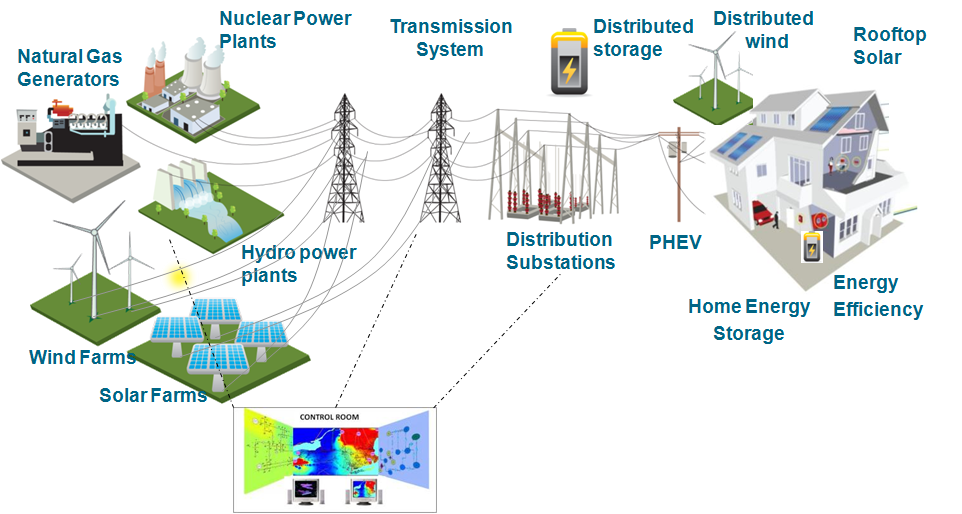 Nuclear Power
Plants
Transmission
System
Distributed
storage
Distributed
wind
Rooftop
Solar
Natural Gas
Generators
Hydro power
plants
Distribution
Substations
PHEV
Energy
Efficiency
Home Energy
Storage
Wind Farms
Solar Farms
CONTROL ROOM